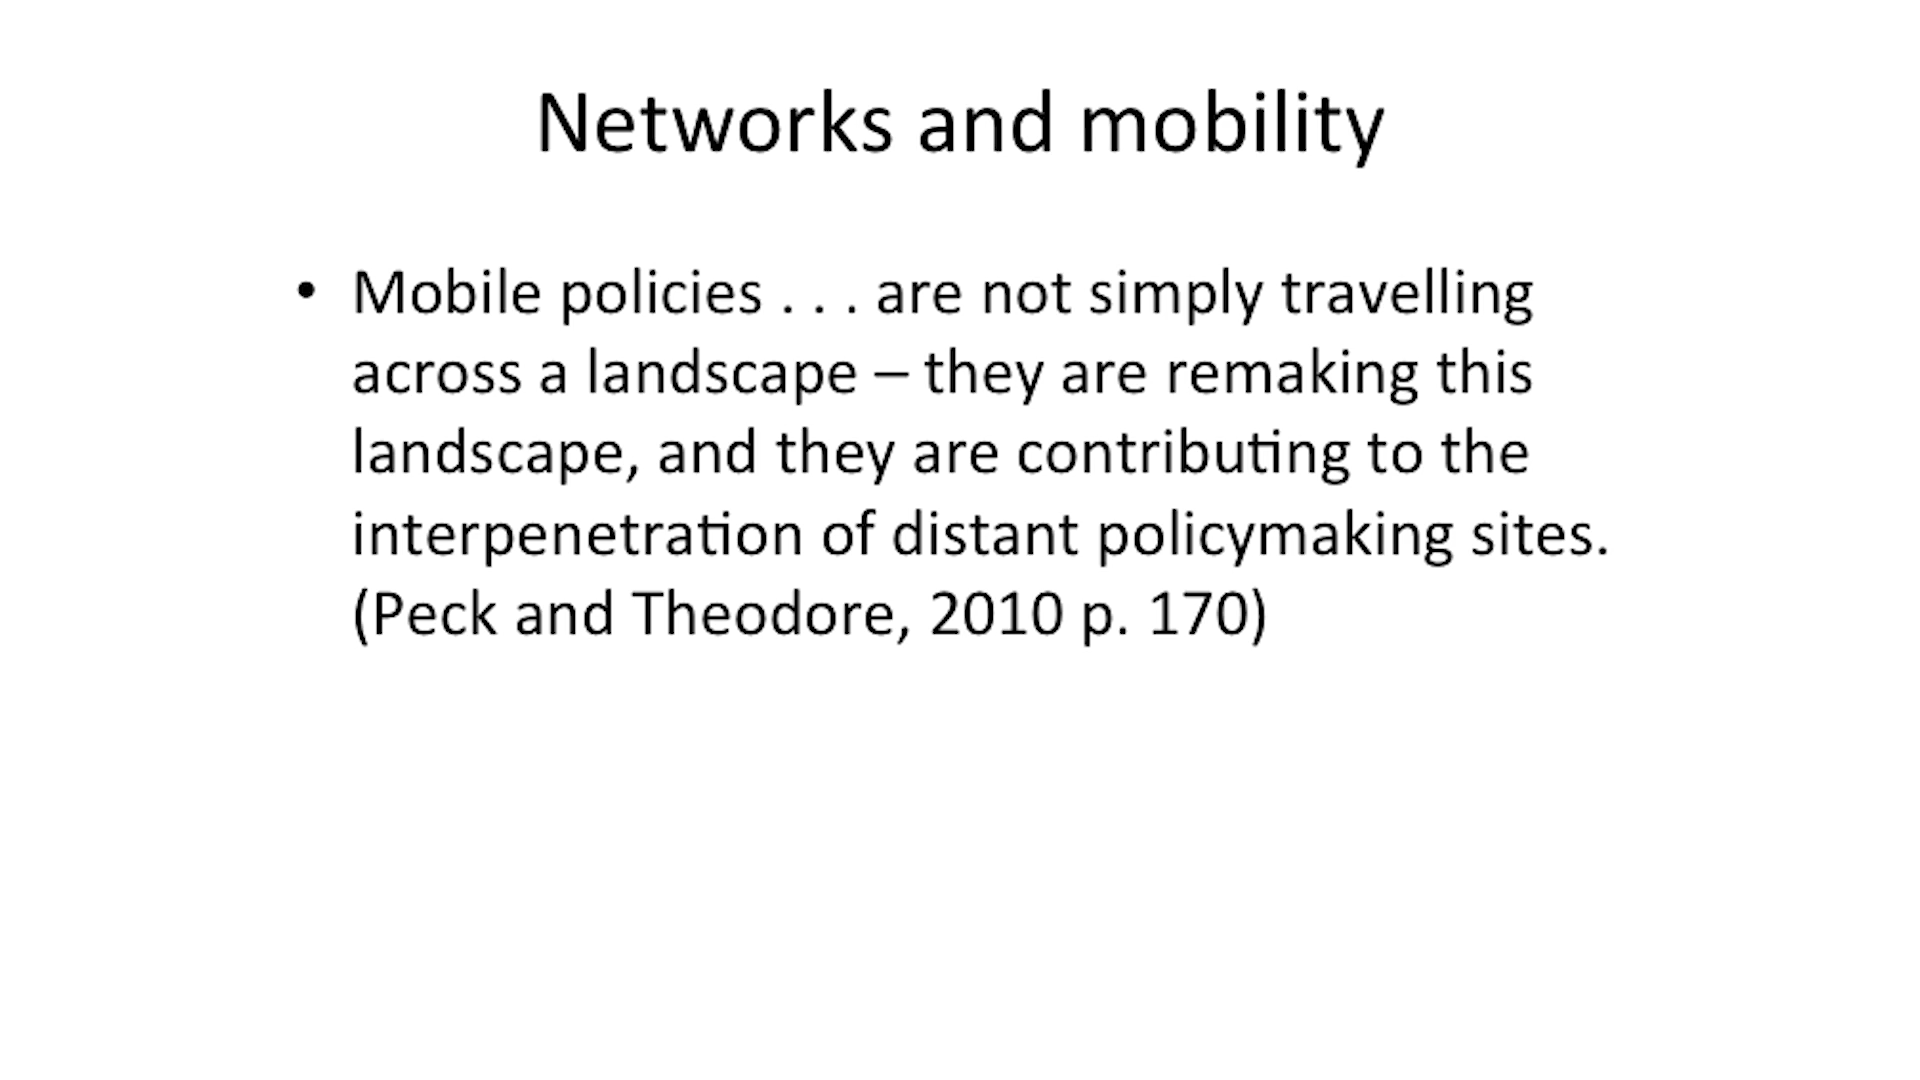 Networks and mobility
• Mobile policies . . . are not simply travelling
across a landscape – they are remaking this
landscape, and they are contributing to the
interpenetration of distant policymaking sites.
(Peck and Theodore, 2010 p. 170)